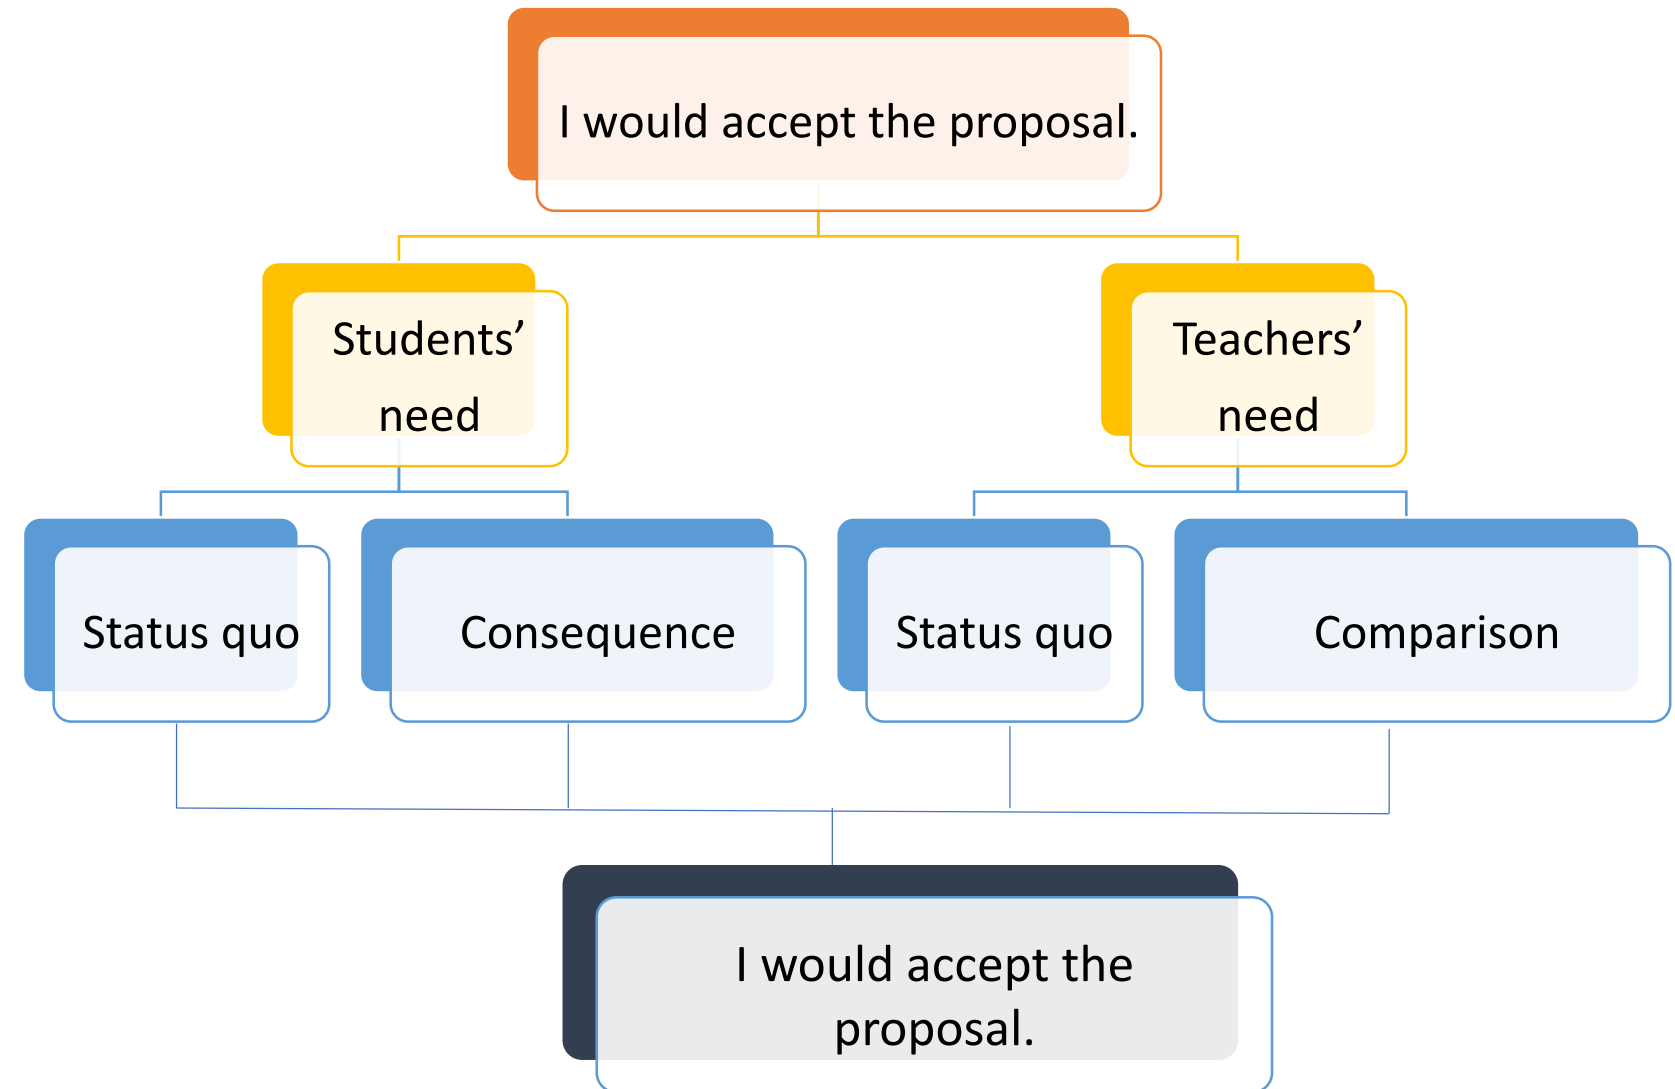 I would accept the proposal.
Students’
need
Teachers’
need
Status quo
Consequence
Status quo
Comparison
I would accept the
proposal.